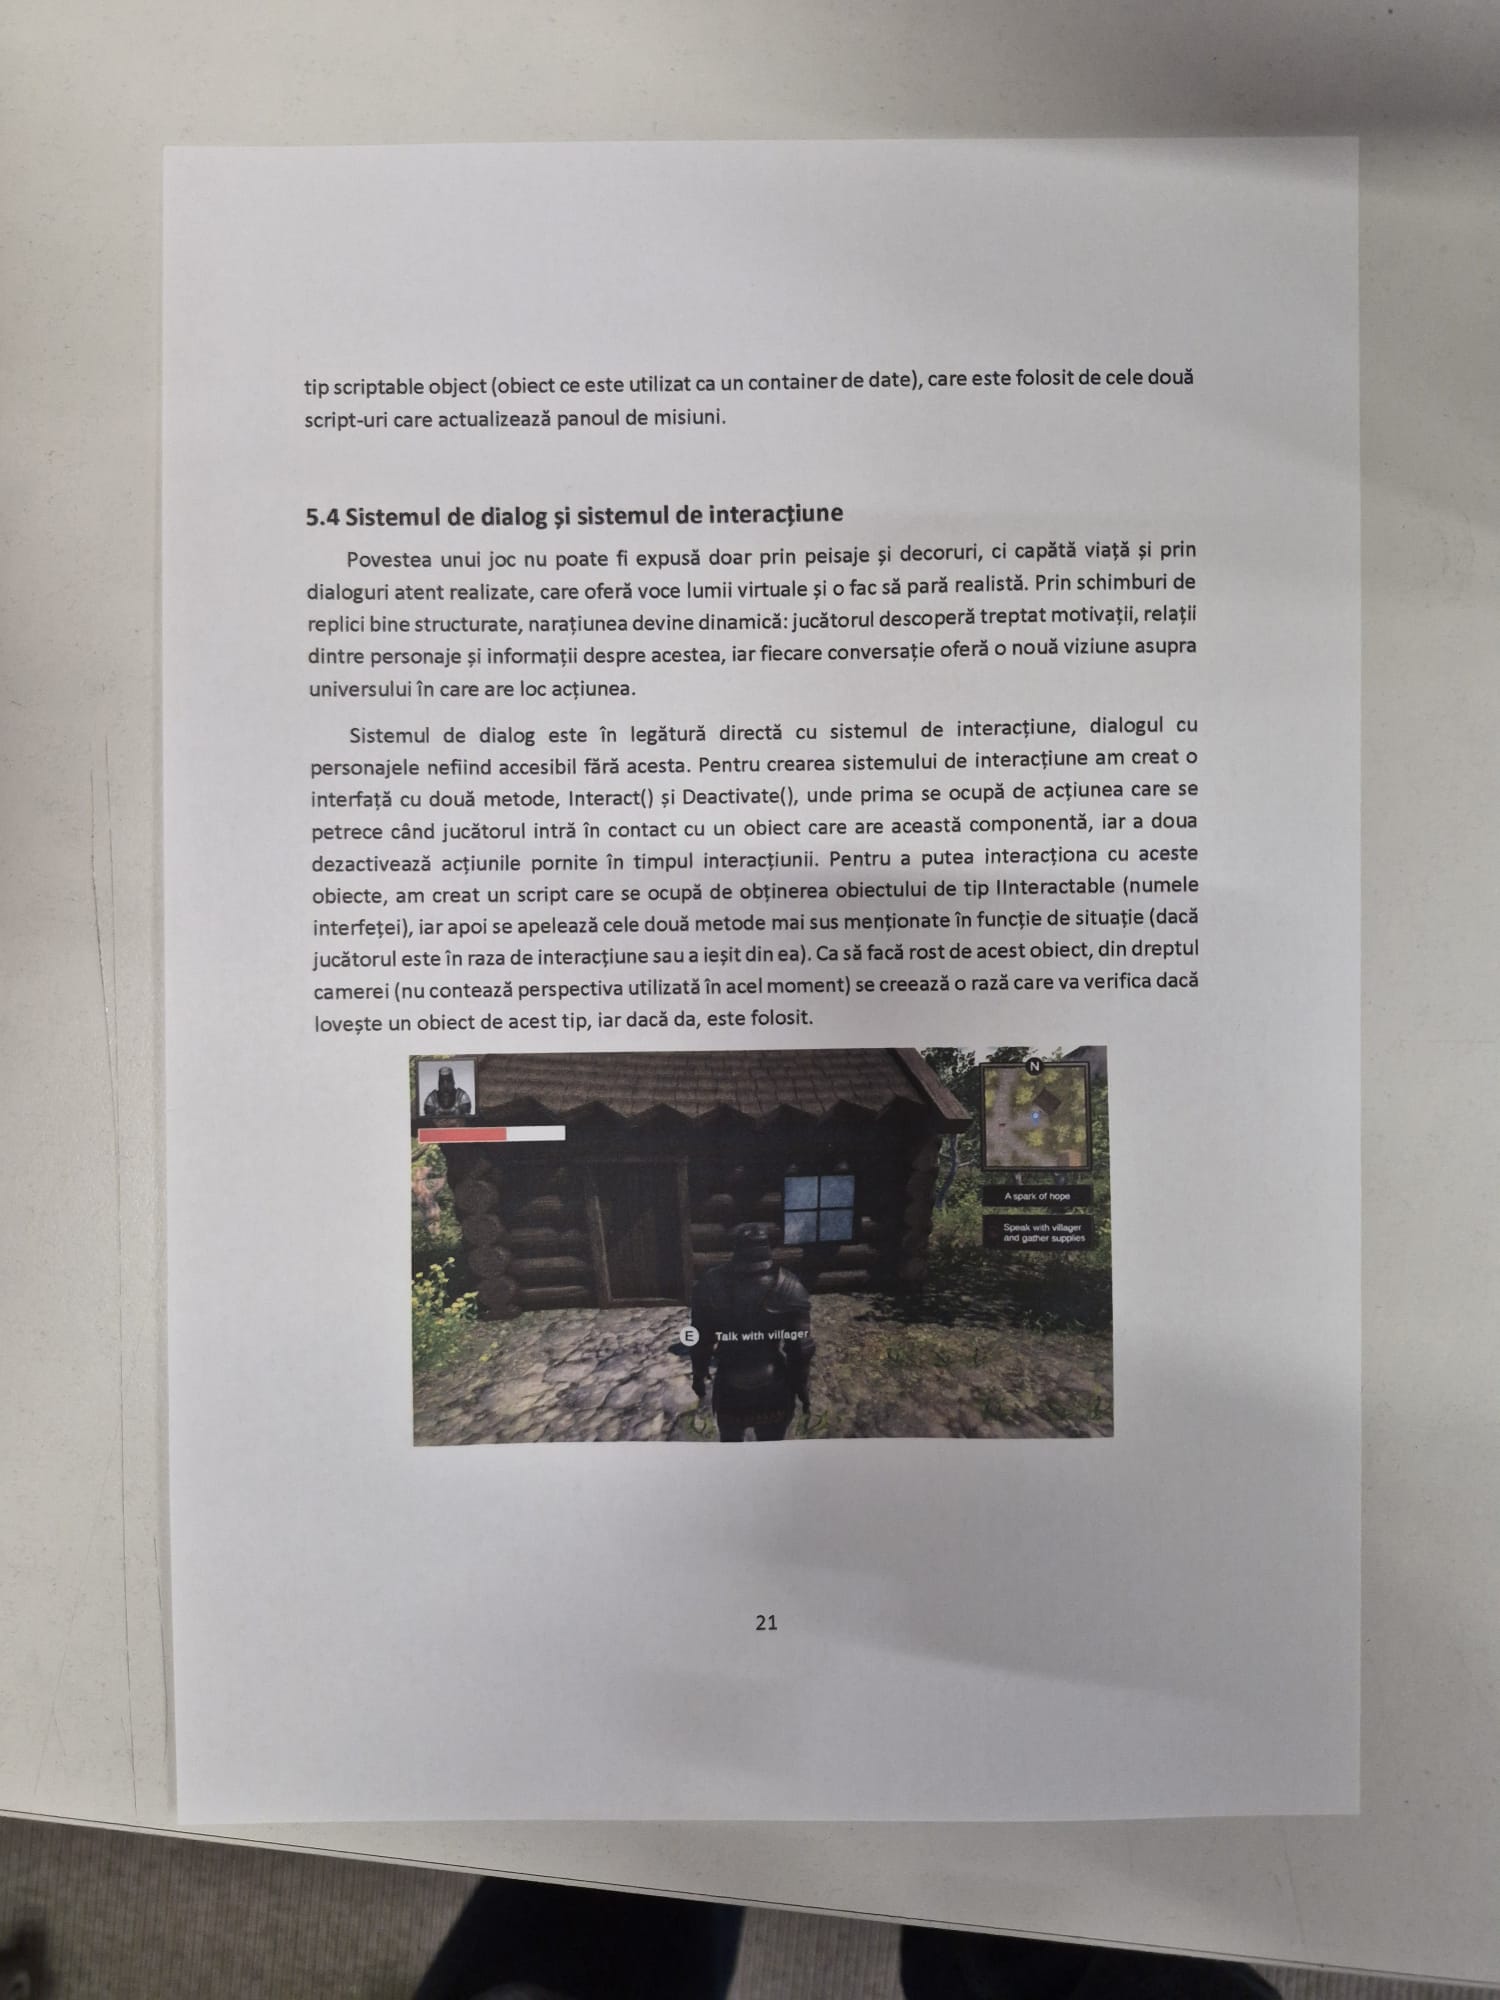 tip scriptable object (obiect ce este utilizat ca un container de date), care este folosit de cele două
script-uri care actualizează panoul de misiuni.
5.4 Sistemul de dialog și sistemul de interacțiune
Povestea unui joc nu poate fi expusă doar prin peisaje și decoruri, ci capătă viață și prin
dialoguri atent realizate, care oferă voce lumii virtuale și o fac să pară realistă. Prin schimburi de
replici bine structurate, narațiunea devine dinamică: jucătorul descoperă treptat motivații, relații
dintre personaje și informații despre acestea, iar fiecare conversație oferă o nouă viziune asupra
universului în care are loc acțiunea.
Sistemul de dialog este în legătură directă cu sistemul de interacțiune, dialogul cu
personajele nefiind accesibil fără acesta. Pentru crearea sistemului de interacțiune am creat o
interfață cu două metode, Interact() și Deactivate(), unde prima se ocupă de acțiunea care se
petrece când jucătorul intră în contact cu un obiect care are această componentă, iar a doua
dezactivează acțiunile pornite în timpul interacțiunii. Pentru a putea interacționa cu aceste
obiecte, am creat un script care se ocupă de obținerea obiectului de tip IInteractable (numele
interfeței), iar apoi se apelează cele două metode mai sus menționate în funcție de situație (dacă
jucătorul este în raza de interacțiune sau a ieșit din ea). Ca să facă rost de acest obiect, din dreptul
camerei (nu contează perspectiva utilizată în acel moment) se creează o rază care va verifica dacă
lovește un obiect de acest tip, iar dacă da, este folosit.
N
A spark of hope
Speak with villager
and gather supplies
E Talk with villager
21